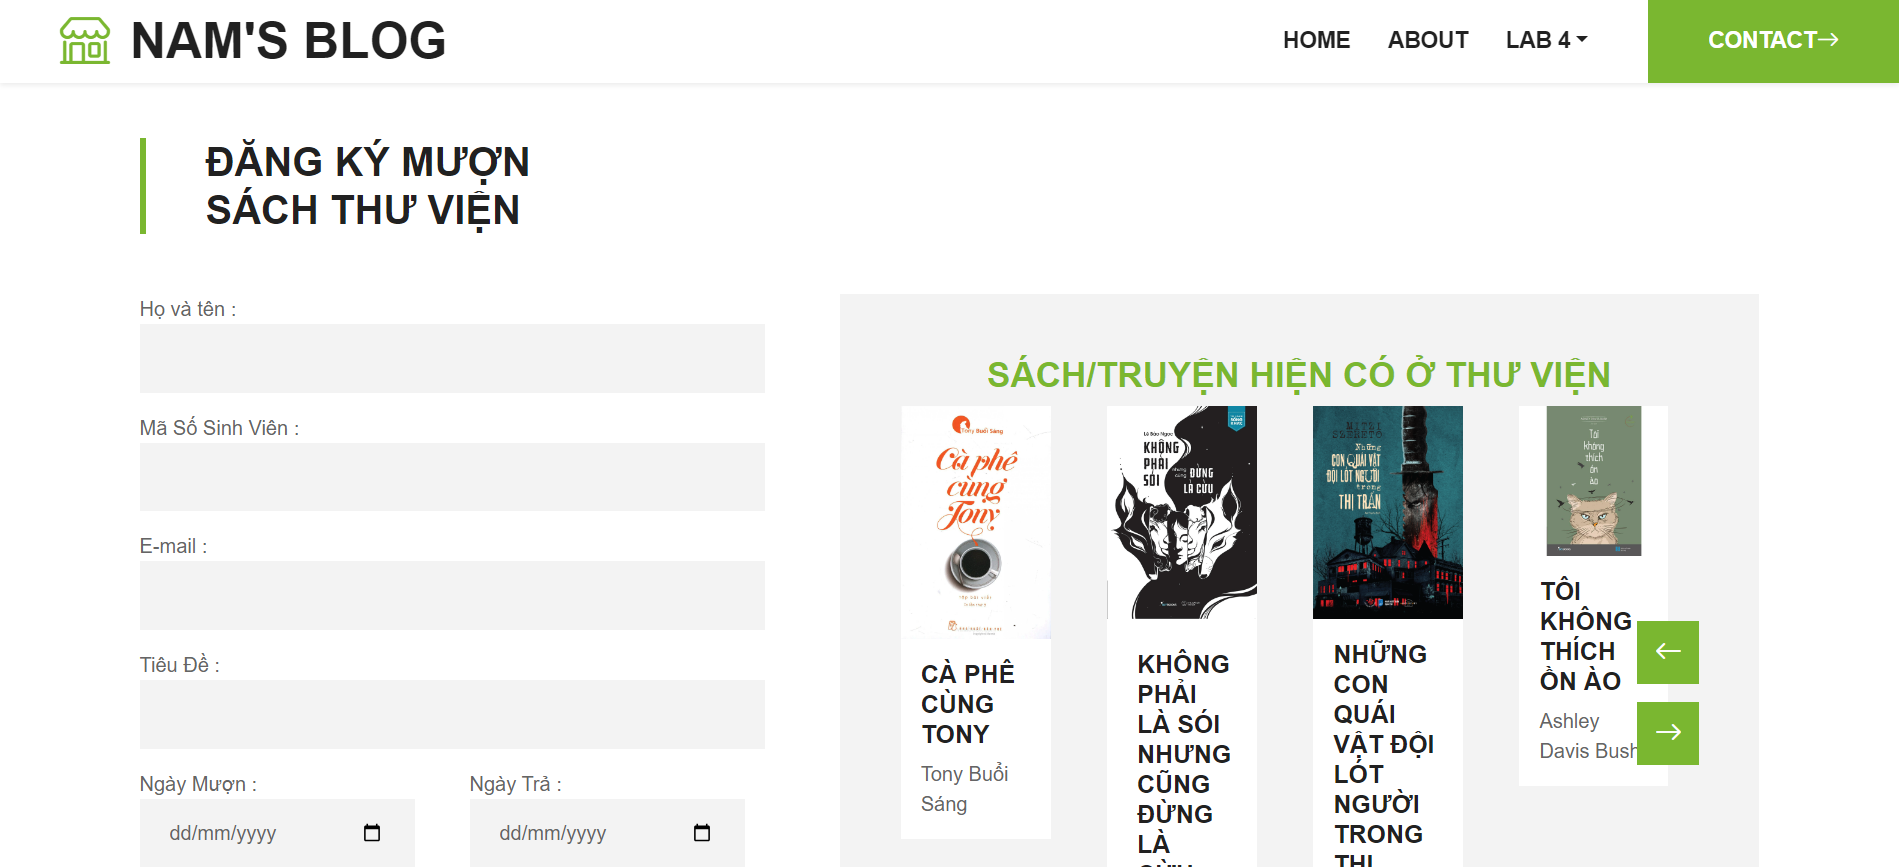 NAM'S BLOG
HOME
ABOUT
LAB 4
CONTACT
ĐĂNG KÝ MƯỢN
SÁCH THƯ VIỆN
Họ và tên :
Mã Số Sinh Viên :
E-mail :
Tiêu Đề :
Ngày Mượn :
Ngày Trả :
dd/mm/yyyy
dd/mm/yyyy
SÁCH/TRUYỆN HIỆN CÓ Ở THƯ VIỆN
Tony Buổi Sáng
Cà phê
cùng
Tony
CÀ PHÊ
CÙNG
TONY
Tony Buổi
Sáng
Lê Bảo Ngọc
KHÔNG
PHẢI
SÓI
nhưng
cũng
ĐỪNG
LÀ CỪU
KHÔNG
PHẢI
LÀ SÓI
NHƯNG
CŨNG
ĐỪNG
LÀ
CỪU
Những
CON QUÁI VẬT
ĐỘI LỐT NGƯỜI
trong
THỊ TRẤN
NHỮNG
CON
QUÁI
VẬT ĐỘI
LỐT
NGƯỜI
TRONG
THỊ
Tôi
không
thích
ồn
ào
TÔI
KHÔNG
THÍCH
ỒN ÀO
Ashley
Davis Bush